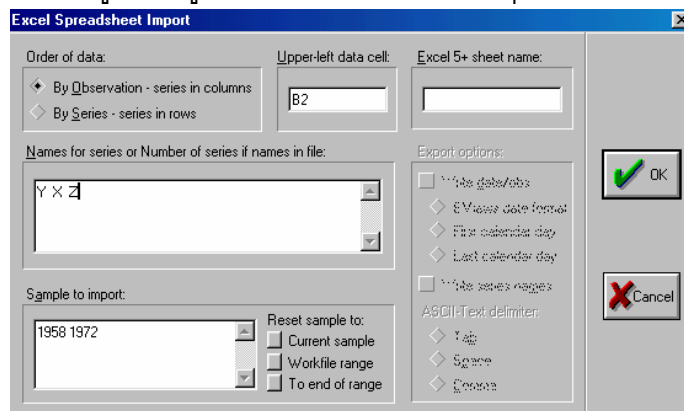 Excel Spreadsheet Import
Order of data:
By Observation - series in columns
By Series - series in rows
Upper-left data cell:
B2
Excel 5+ sheet name:
Names for series or Number of series if names in file:
Y X Z
Export options:
Write date/obs
EViews date format
First calendar day
Last calendar day
Write series names
ASCII-Text delimiter:
Tab
Space
Comma
Sample to import:
1958 1972
Reset sample to:
Current sample
Workfile range
To end of range
OK
Cancel